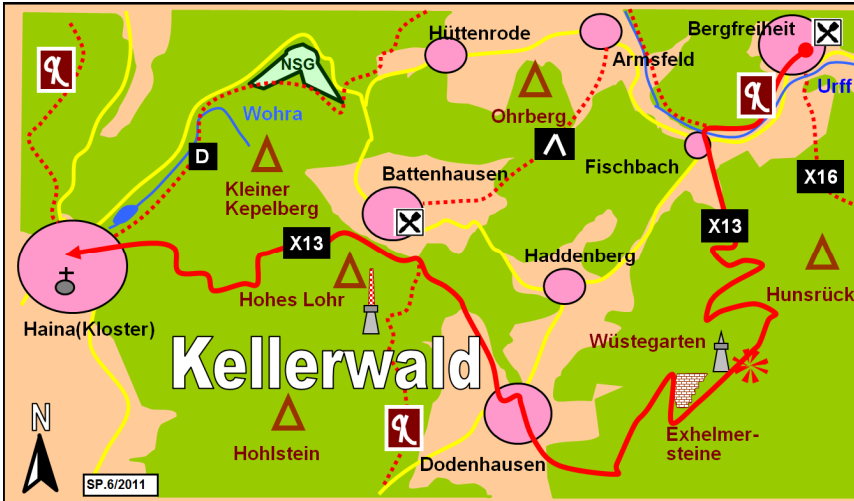 Bergfreiheit
Hüttenrode
Armsfeld
NSG
Urff
Wohra
Ohrberg
D
Fischbach
Battenhausen
Kleiner
Kepelberg
X16
X13
X13
Haddenberg
Hohes Lohr
Hunsrück
Haina(Kloster)
Wüstegarten
Kellerwald
N
Exhelmer-
steine
Hohlstein
Dodenhausen
SP.6/2011